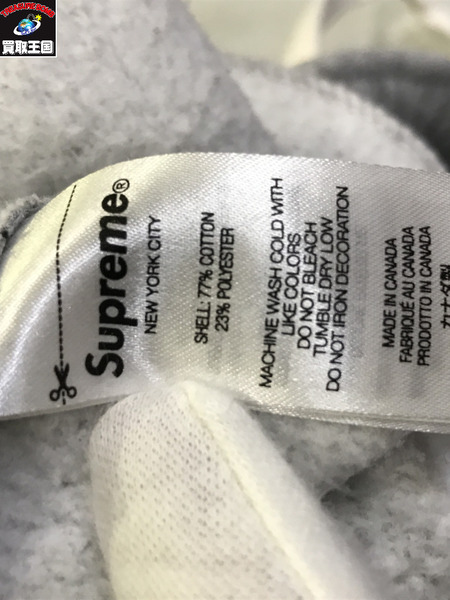 買取王国
Supreme®
NEW YORK CITY
SHELL: 77% COTTON
23% POLYESTER
MACHINE WASH COLD WITH
LIKE COLORS
DO NOT BLEACH
TUMBLE DRY LOW
DO NOT IRON DECORATION
MADE IN CANADA
FABRIQUÉ AU CANADA
PRODOTTO IN CANADA
カナダ製